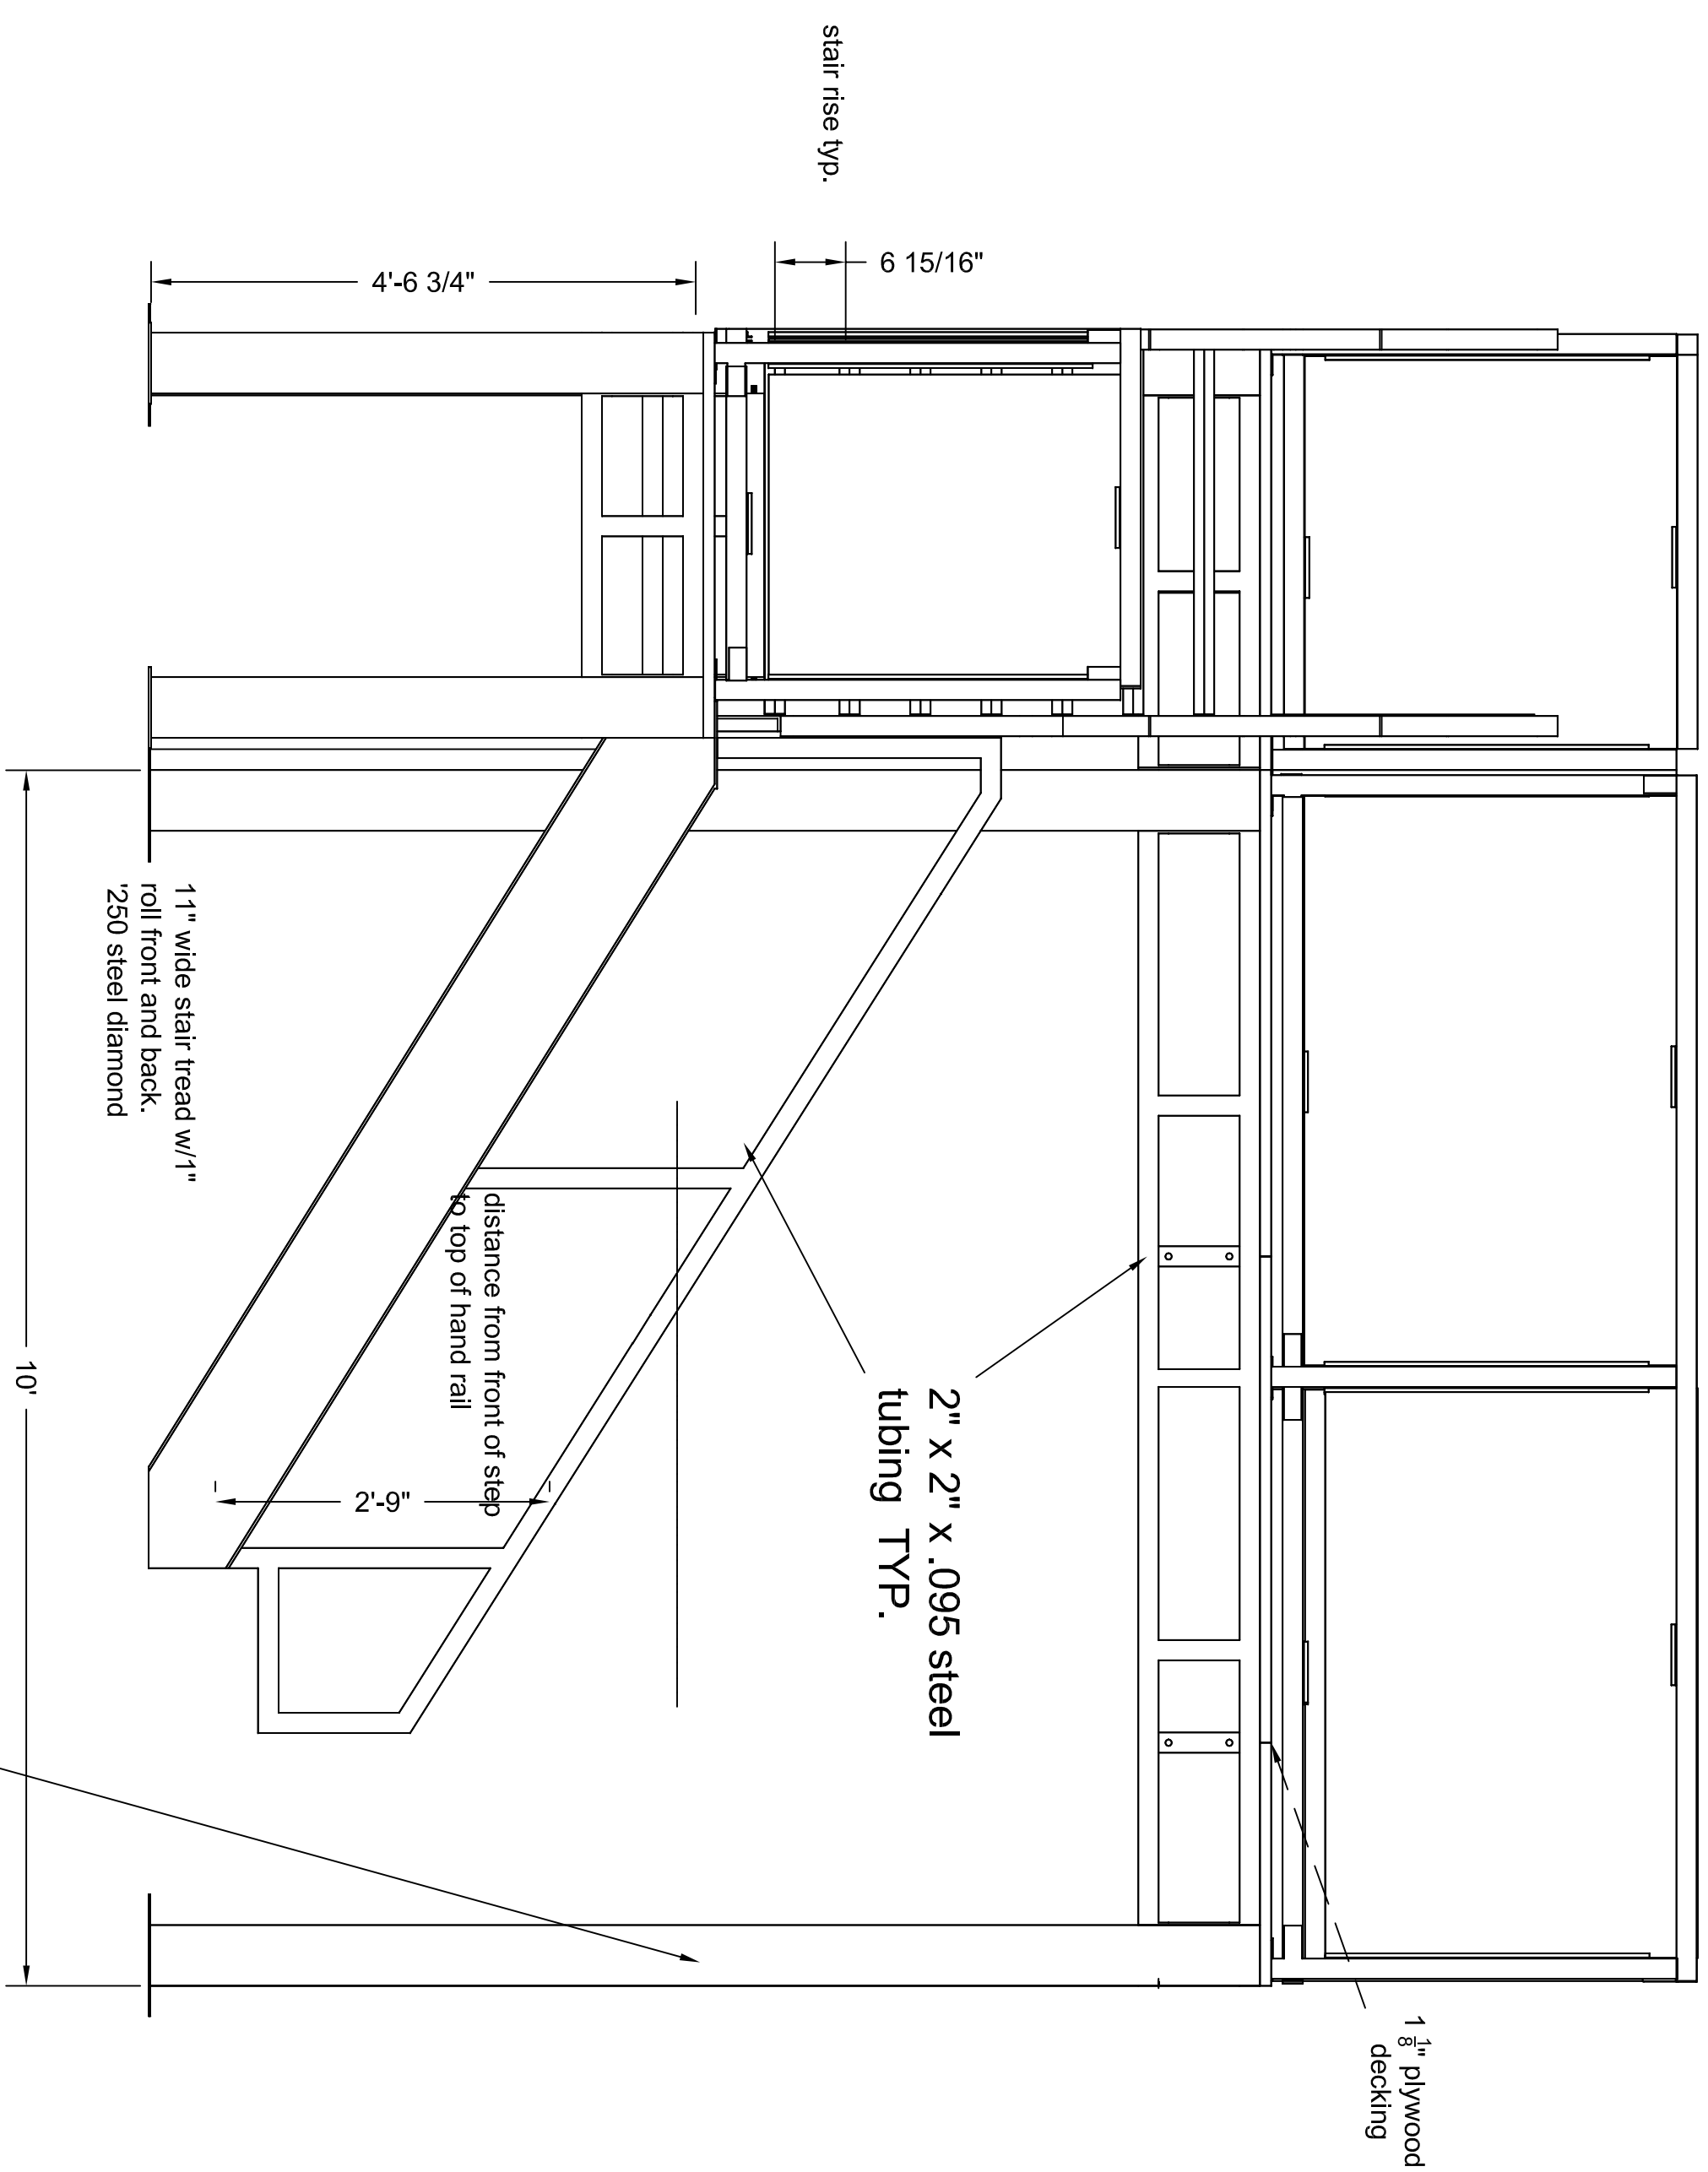 stair rise typ.
6 15/16"
4'-6 3/4"
11" wide stair tread w/1"
roll front and back.
'250 steel diamond
10'
distance from front of step
to top of hand rail
2'-9"
2" x 2" x .095 steel
tubing TYP.
1 1/8" plywood
decking